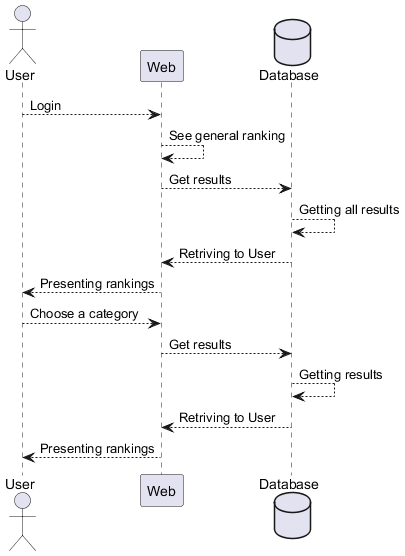 User
Web
Database
Login
See general ranking
Get results
Getting all results
Retriving to User
Presenting rankings
Choose a category
Get results
Getting results
Retriving to User
Presenting rankings
User
Web
Database